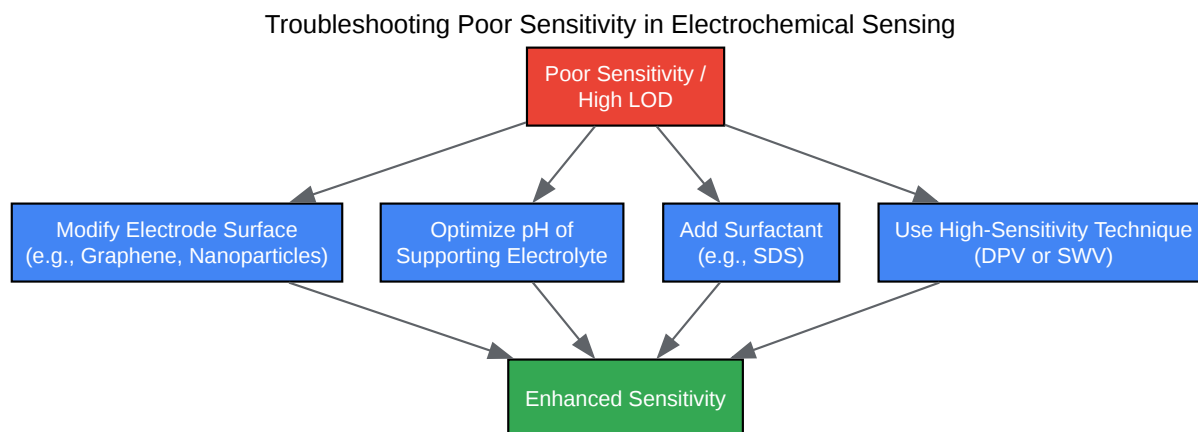 Troubleshooting Poor Sensitivity in Electrochemical Sensing
Poor Sensitivity /
High LOD
Modify Electrode Surface
(e.g., Graphene, Nanoparticles)
Optimize pH of
Supporting Electrolyte
Add Surfactant
(e.g., SDS)
Use High-Sensitivity Technique
(DPV or SWV)
Enhanced Sensitivity